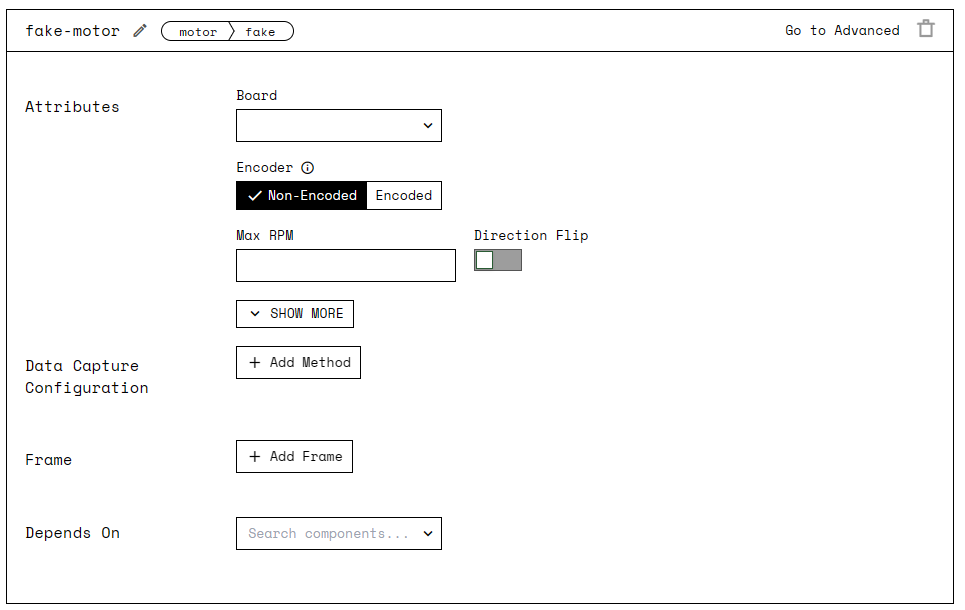 fake-motor motor fake Go to Advanced
Attributes
Board
Encoder
Non-Encoded Encoded
Max RPM Direction Flip
SHOW MORE
Data Capture
Configuration
+ Add Method
Frame
+ Add Frame
Depends On
Search components...